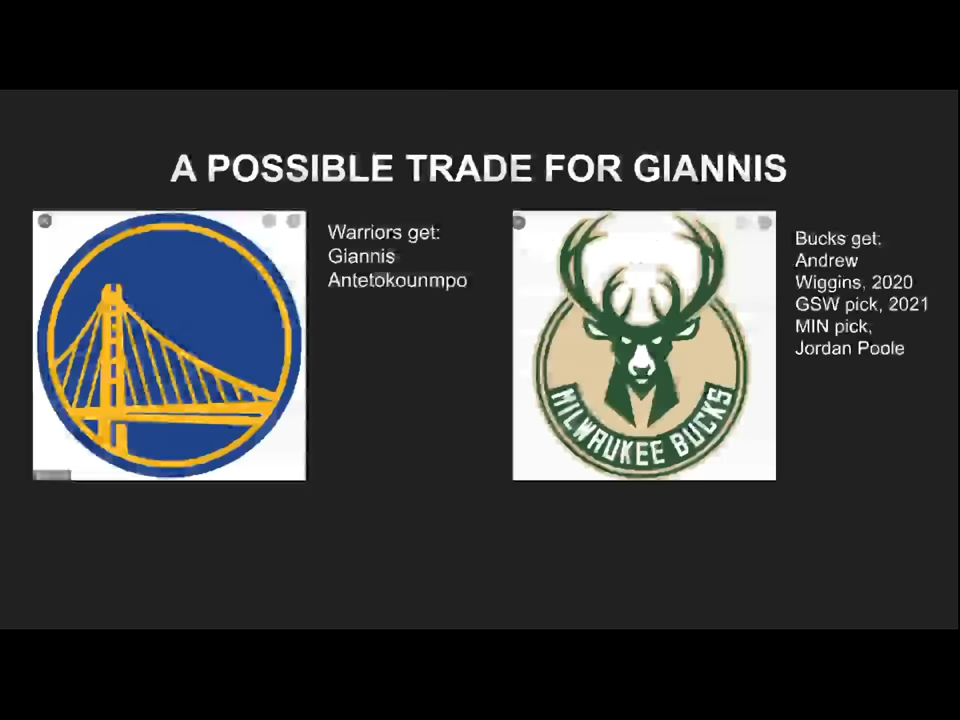 A POSSIBLE TRADE FOR GIANNIS
Warriors get:
Giannis
Antetokounmpo
Bucks get:
Andrew
Wiggins, 2020
GSW pick, 2021
MIN pick,
Jordan Poole
MILWAUKEE BUCKS